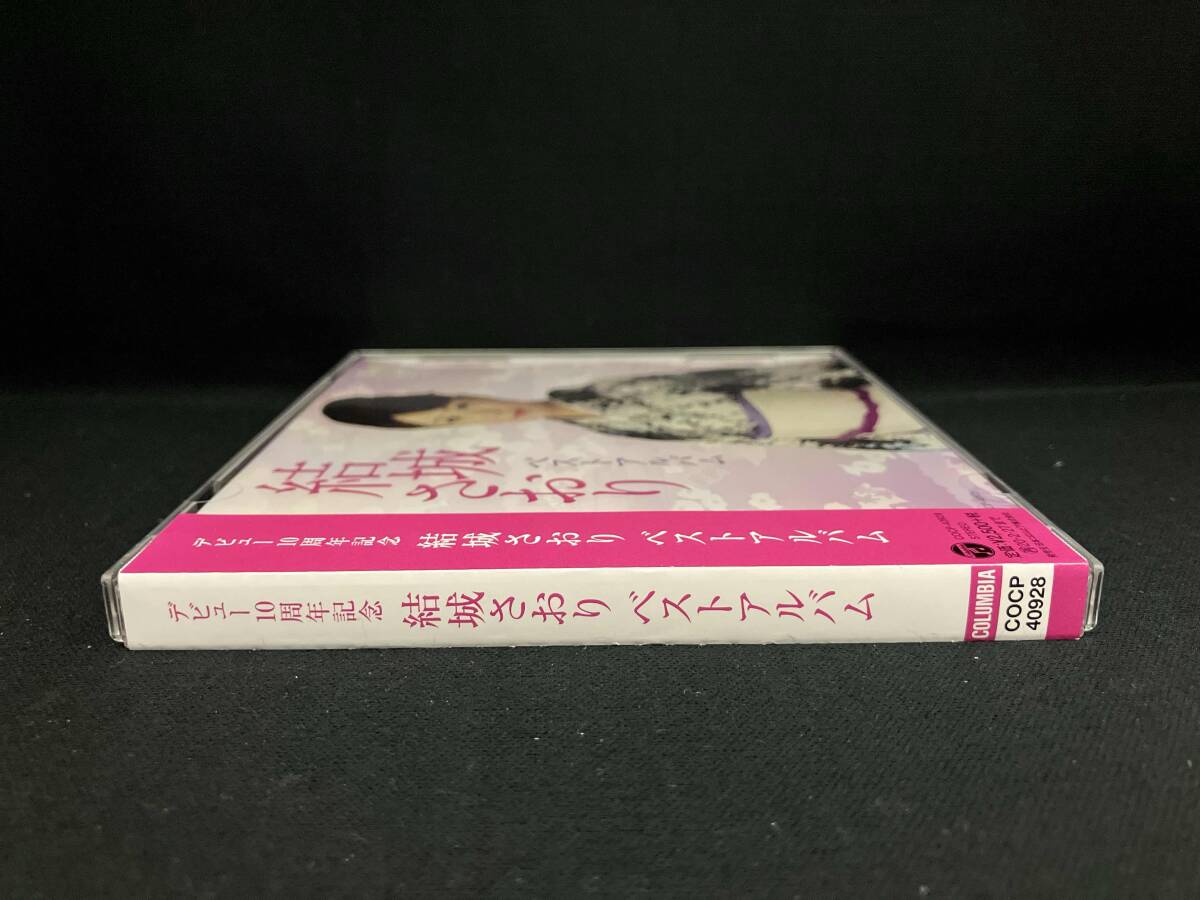 結城
さおり
ベストアルバム
デビュー10周年記念 結城さおり ベストアルバム
デビュー10周年記念 結城さおり ベストアルバム
COLUMBIA
COCP
40928